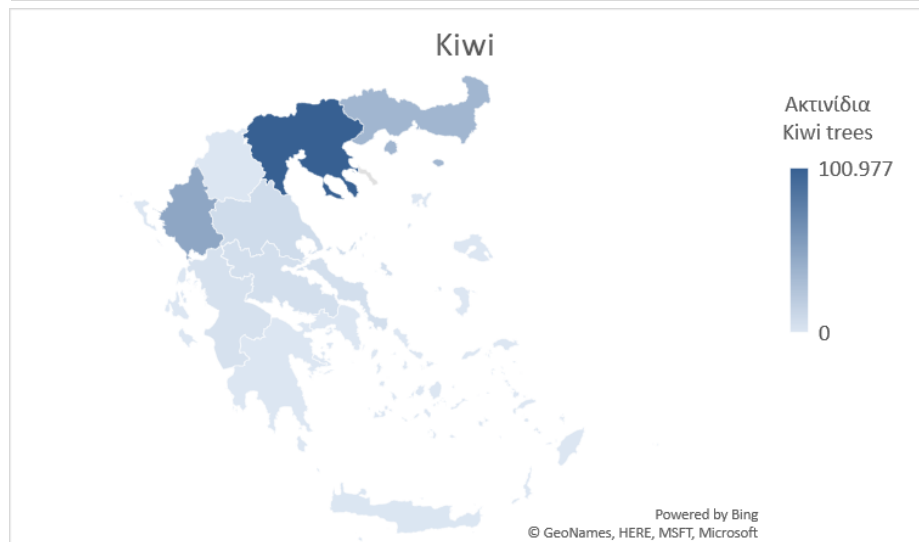 Kiwi
Ακτινίδια
Kiwi trees
100.977
0
Powered by Bing
© GeoNames, HERE, MSFT, Microsoft